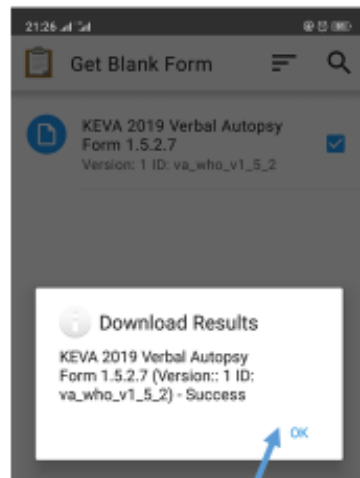 21:26
Get Blank Form
KEVA 2019 Verbal Autopsy
Form 1.5.2.7
Version: 1 ID: va_who_v1_5_2
Download Results
KEVA 2019 Verbal Autopsy
Form 1.5.2.7 (Version:: 1 ID:
va_who_v1_5_2) - Success
OK